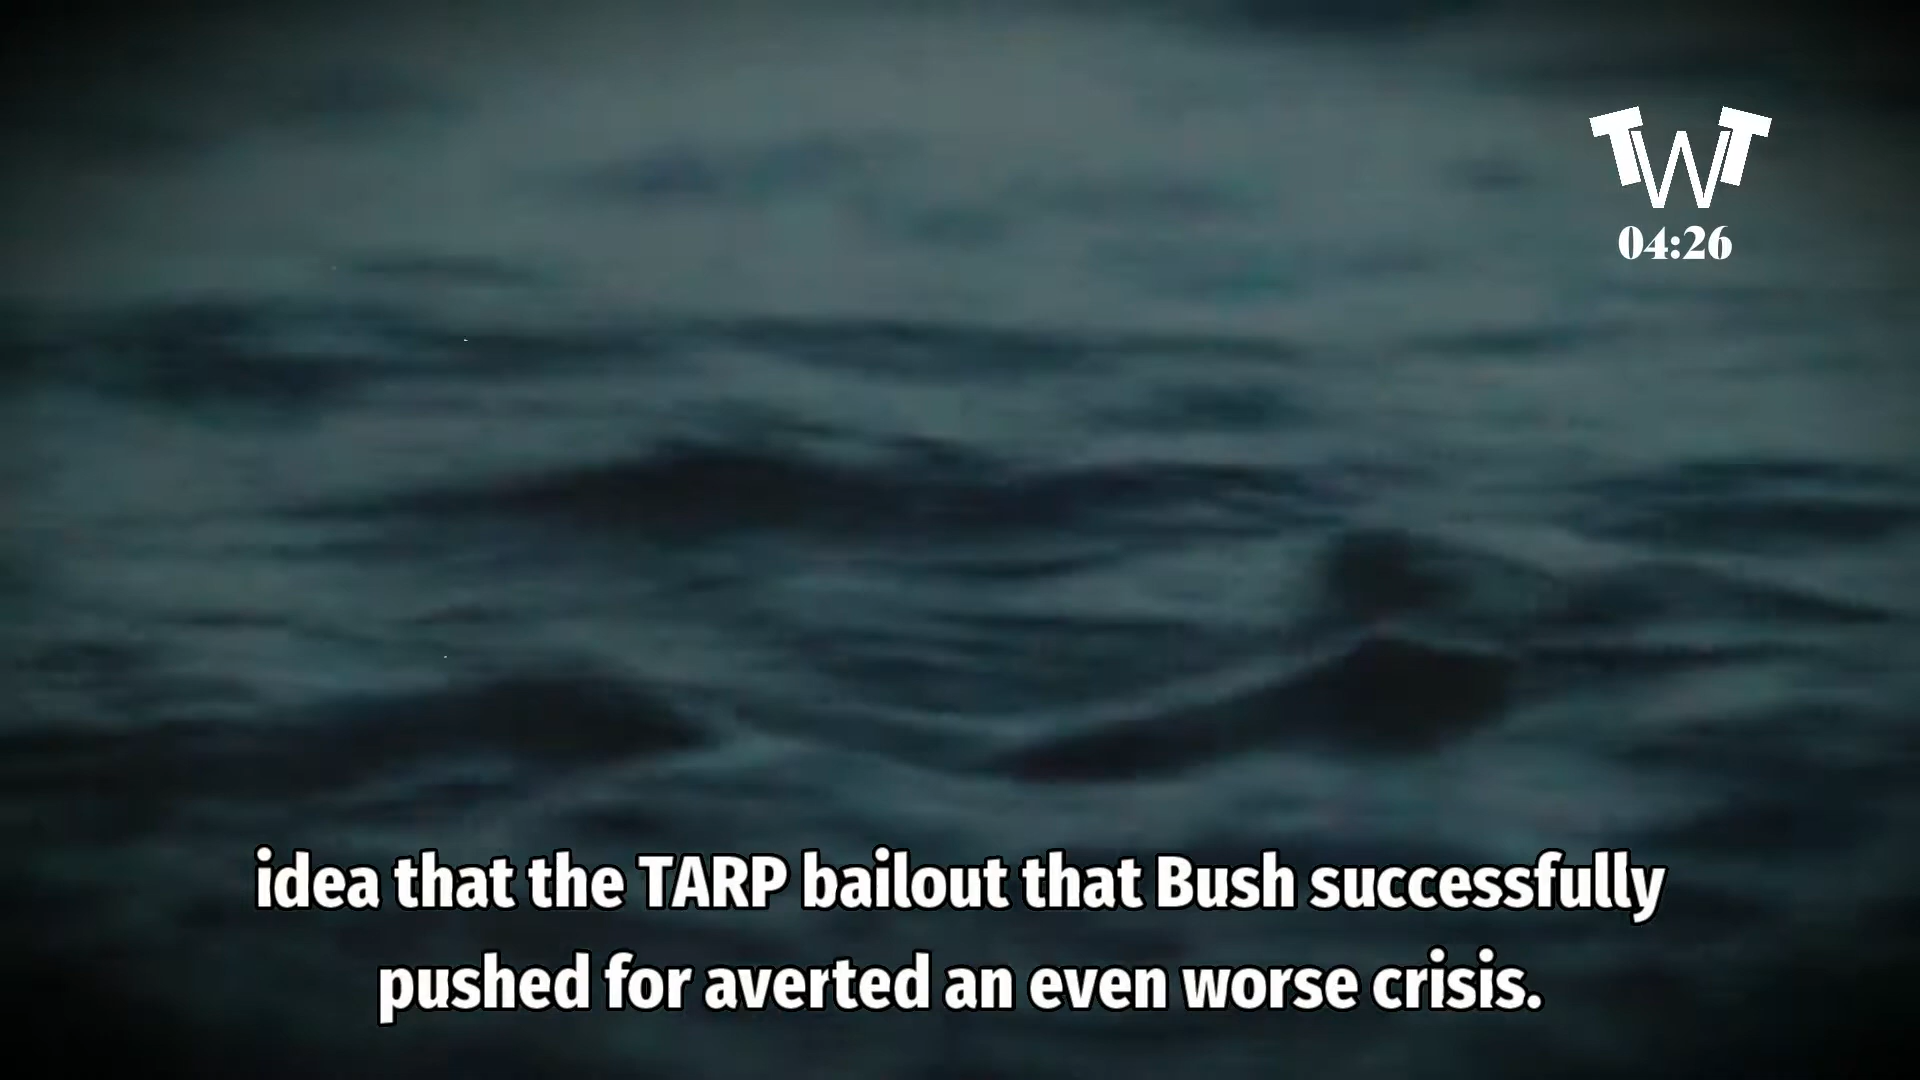 TWT
04:26
idea that the TARP bailout that Bush successfully
pushed for averted an even worse crisis.